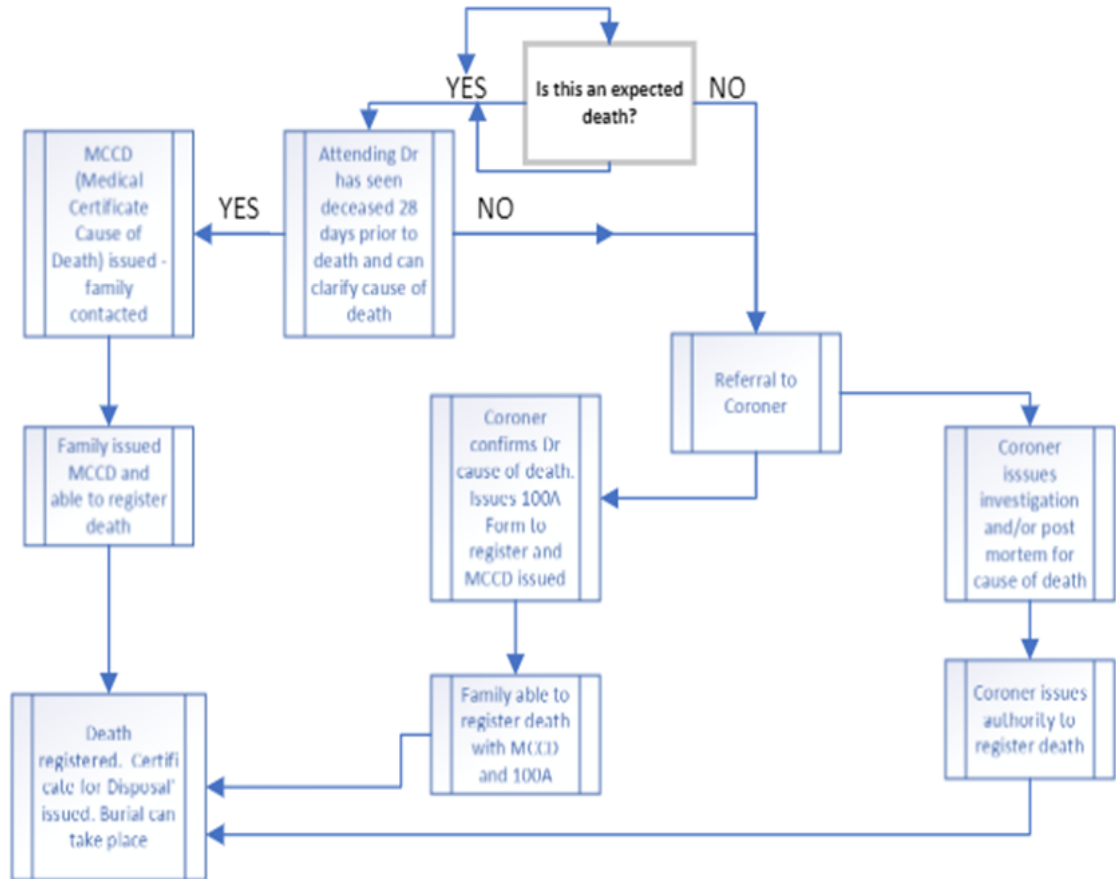 Is this an expected
death?
YES
NO
MCCD
(Medical
Certificate
Cause of
Death) issued -
family
contacted
YES
Attending Dr
has seen
deceased 28
days prior to
death and can
clarify cause of
death
NO
Referral to
Coroner
Family issued
MCCD and
able to register
death
Coroner
confirms Dr
cause of death.
Issues 100A
Form to
register and
MCCD issued
Coroner
isssues
investigation
and/or post
mortem for
cause of death
Death
registered. Certifi
cate for Disposal'
issued. Burial can
take place
Family able to
register death
with MCCD
and 100A
Coroner issues
authority to
register death